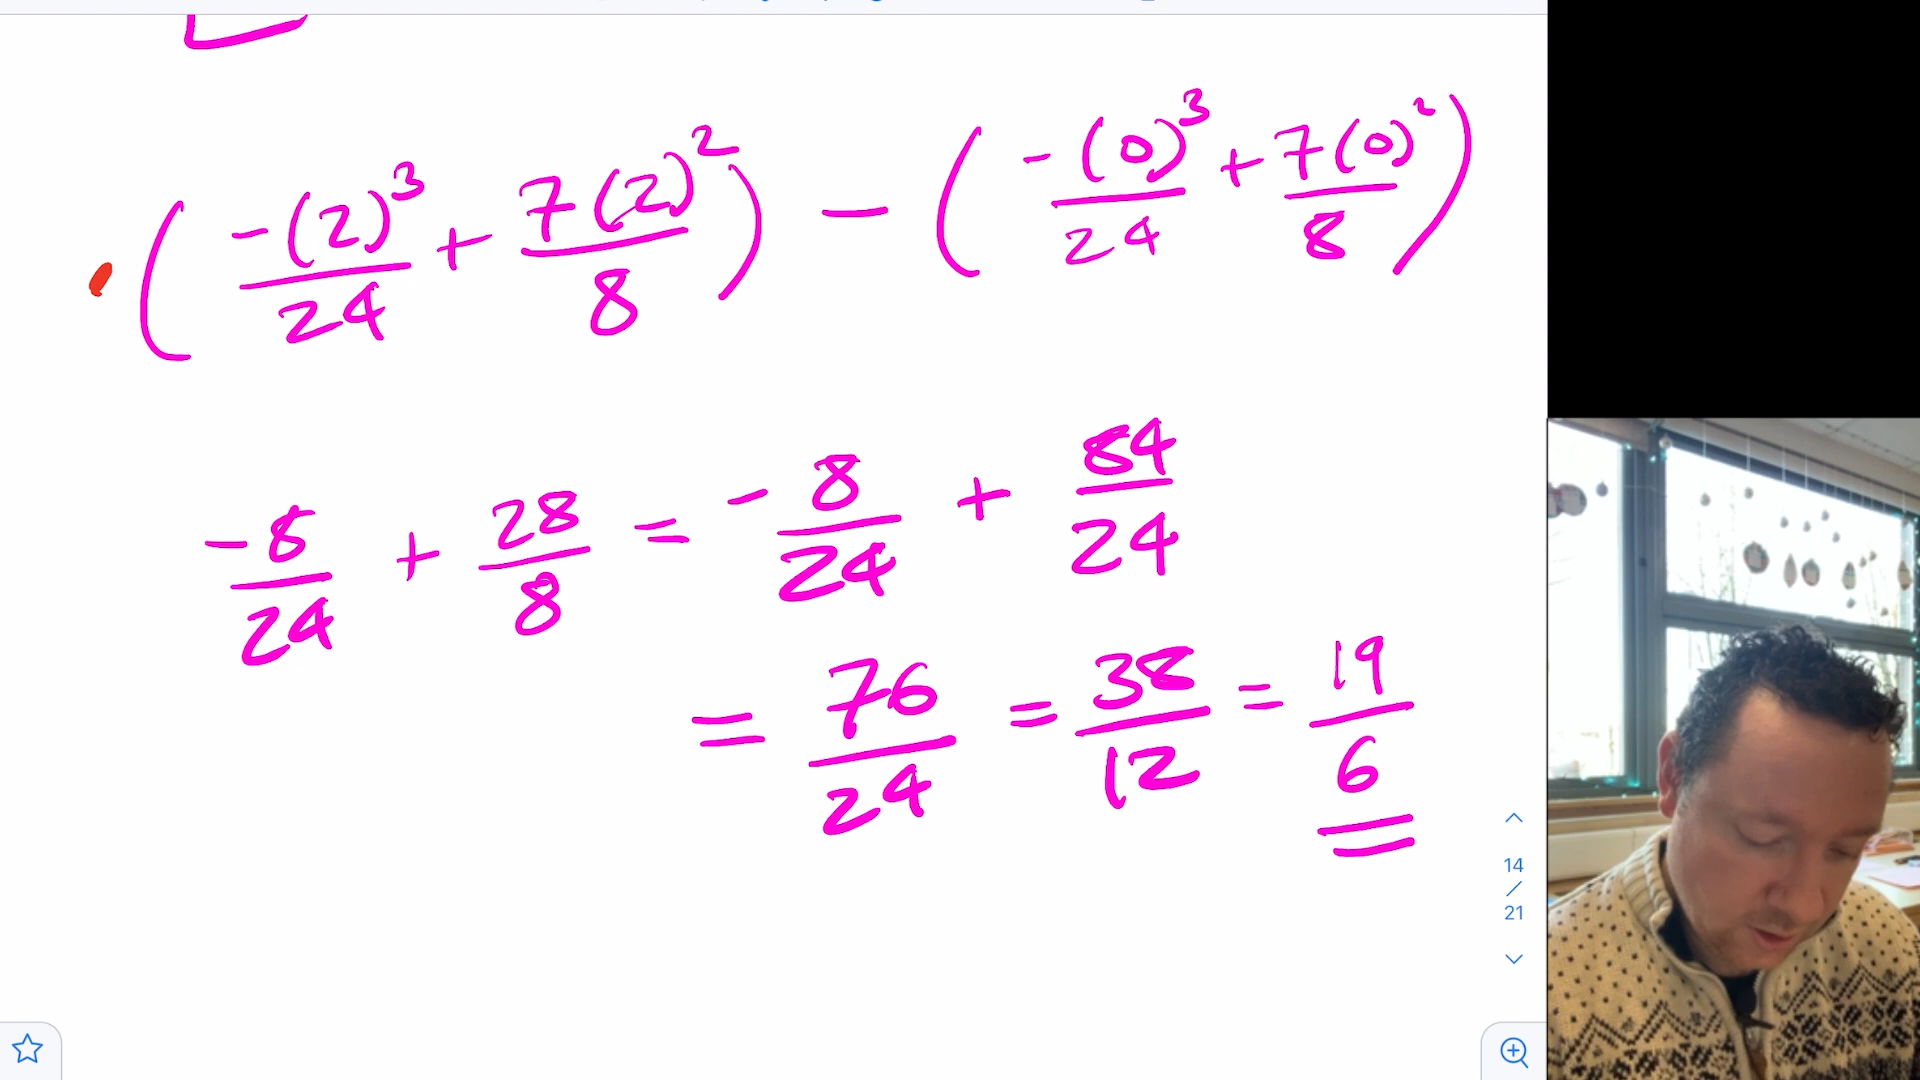 (-(2)³/24 + 7(2)²/8) - (-(0)³/24 + 7(0)²/8)
-8/24 + 28/8 = -8/24 + 84/24
= 76/24 = 38/12 = 19/6
14
/
21